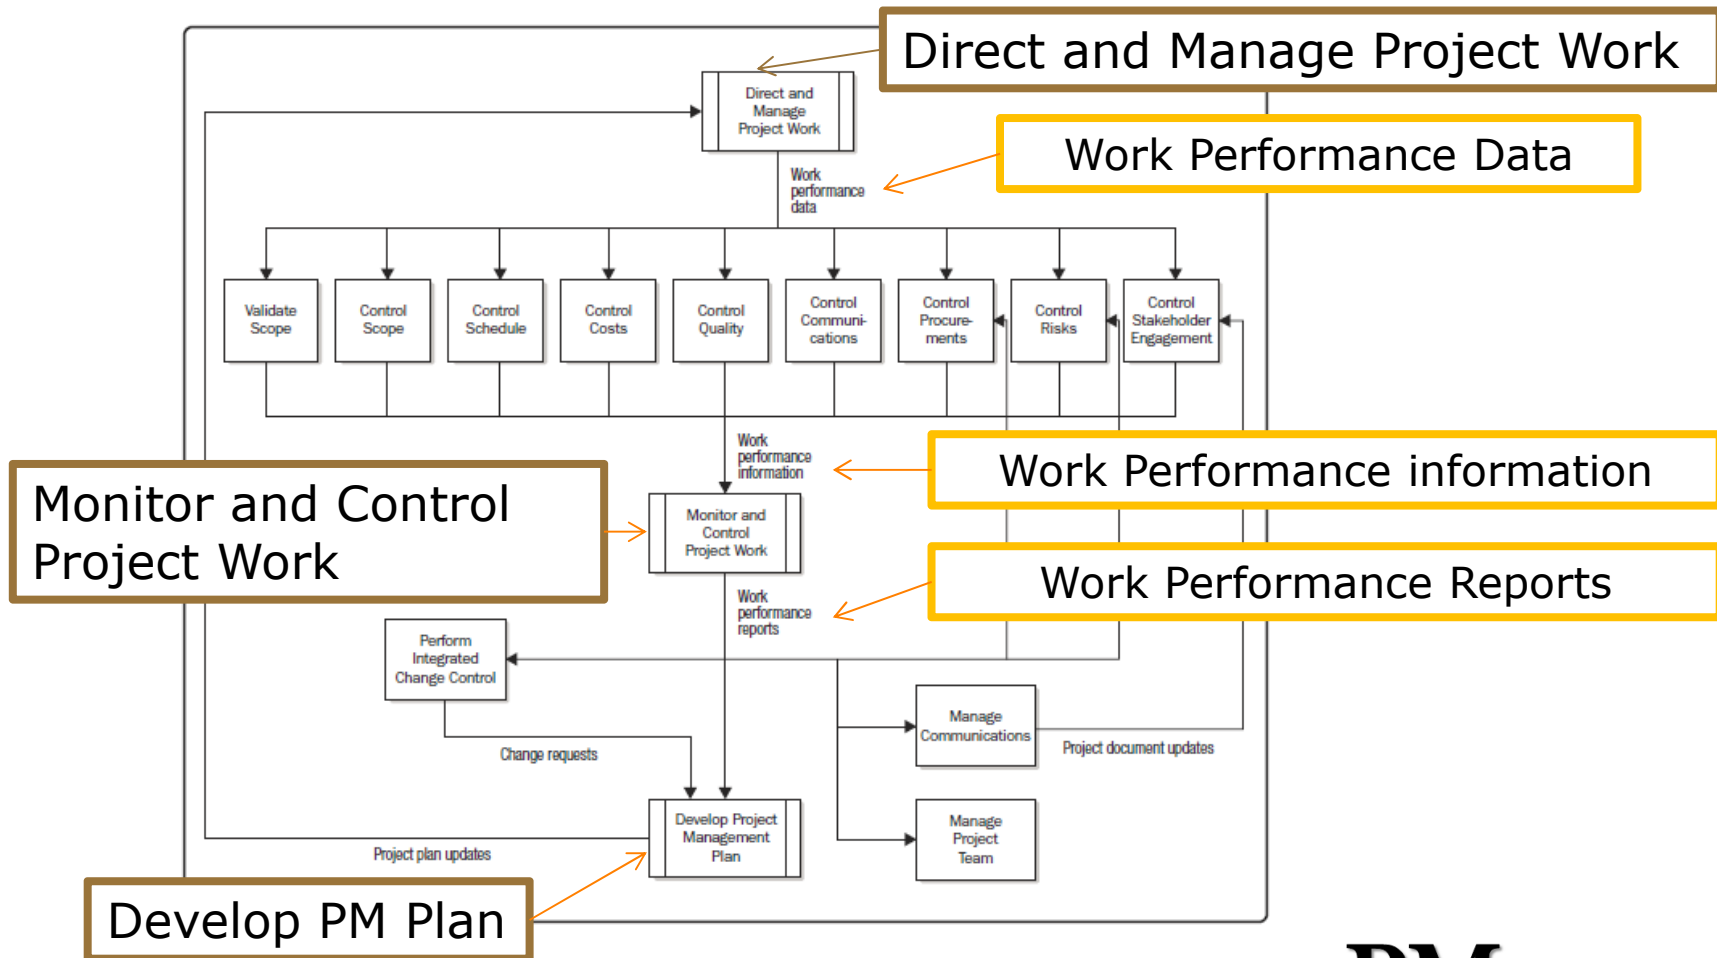 Direct and Manage Project Work
Direct and
Manage
Project Work
Work Performance Data
Work
performance
data
Validate
Scope
Control
Scope
Control
Schedule
Control
Costs
Control
Quality
Control
Communi-
cations
Control
Procure-
ments
Control
Risks
Control
Stakeholder
Engagement
Work
performance
information
Work Performance information
Monitor and Control
Project Work
Monitor and
Control
Project Work
Work Performance Reports
Work
performance
reports
Perform
Integrated
Change Control
Manage
Communications
Project document updates
Change requests
Develop Project
Management
Plan
Manage
Project
Team
Project plan updates
Develop PM Plan
PM